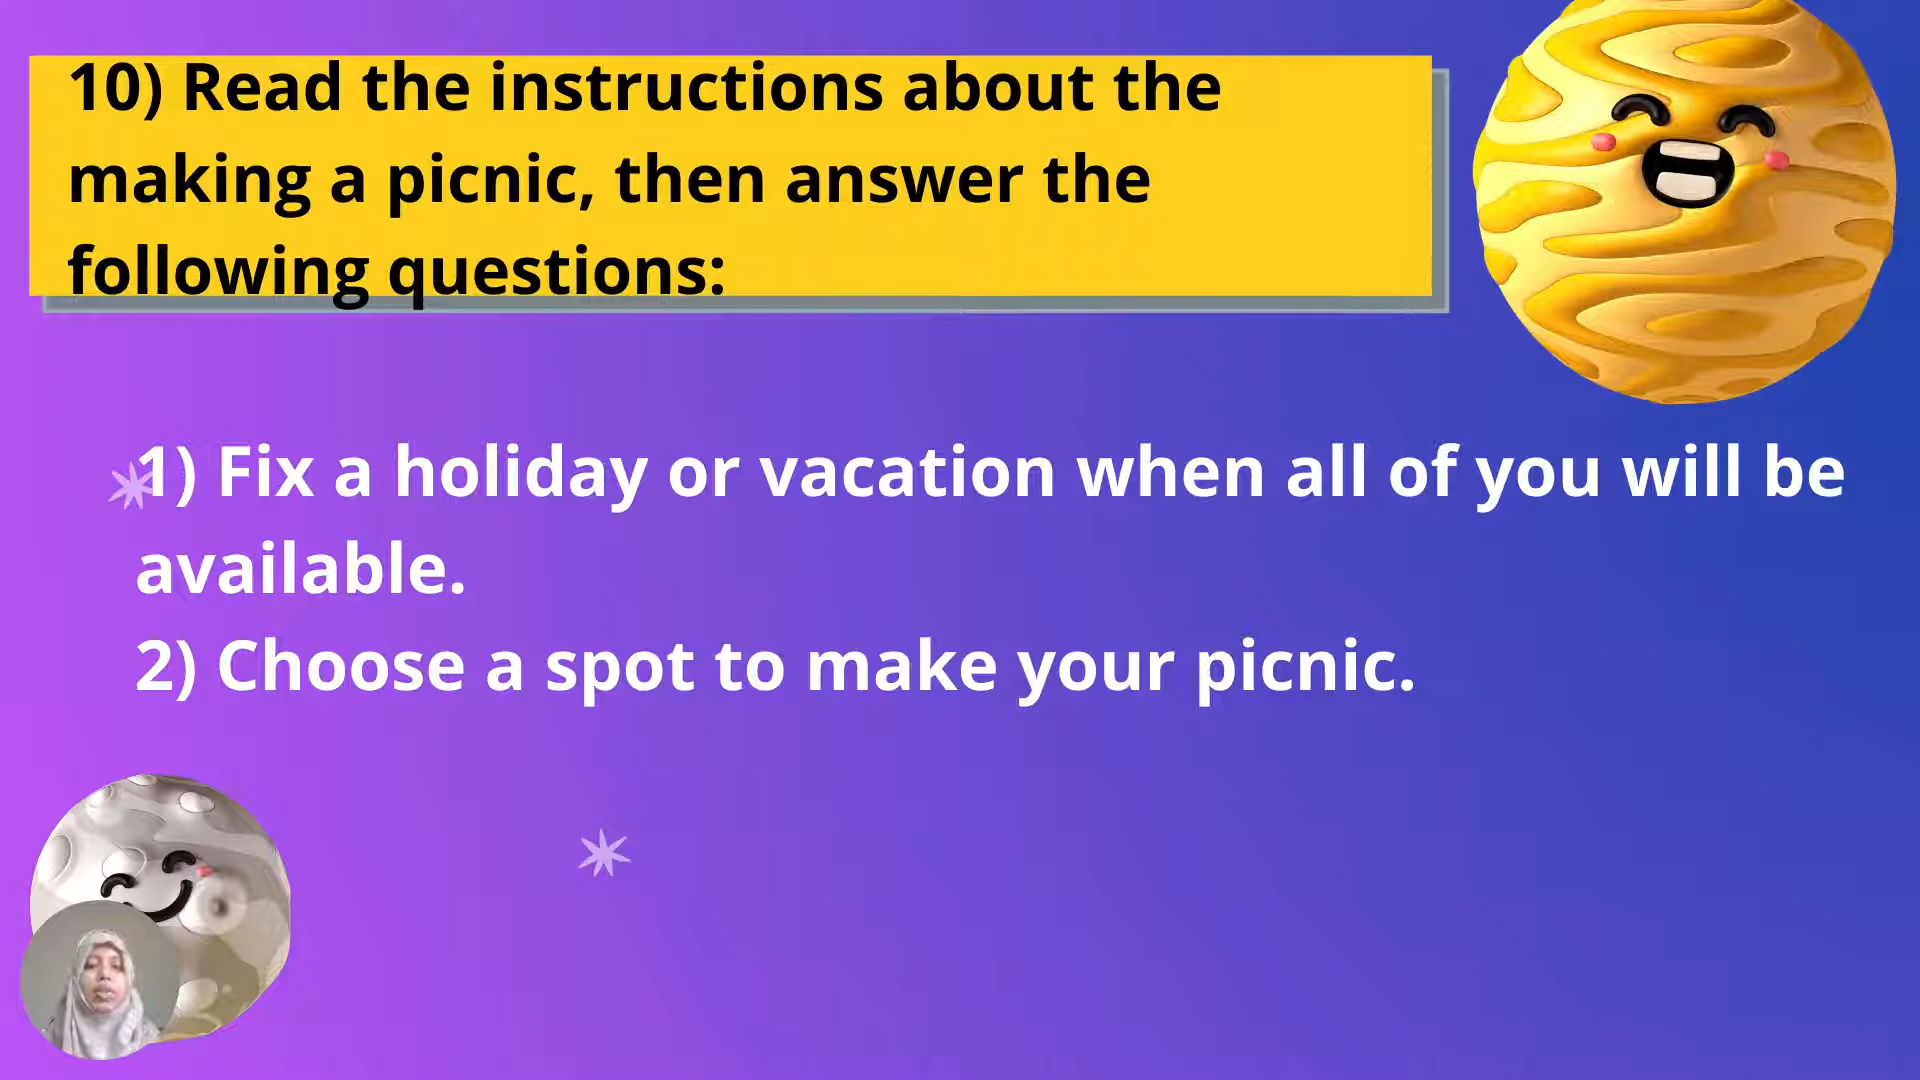 10) Read the instructions about the
making a picnic, then answer the
following questions:
1) Fix a holiday or vacation when all of you will be
available.
2) Choose a spot to make your picnic.